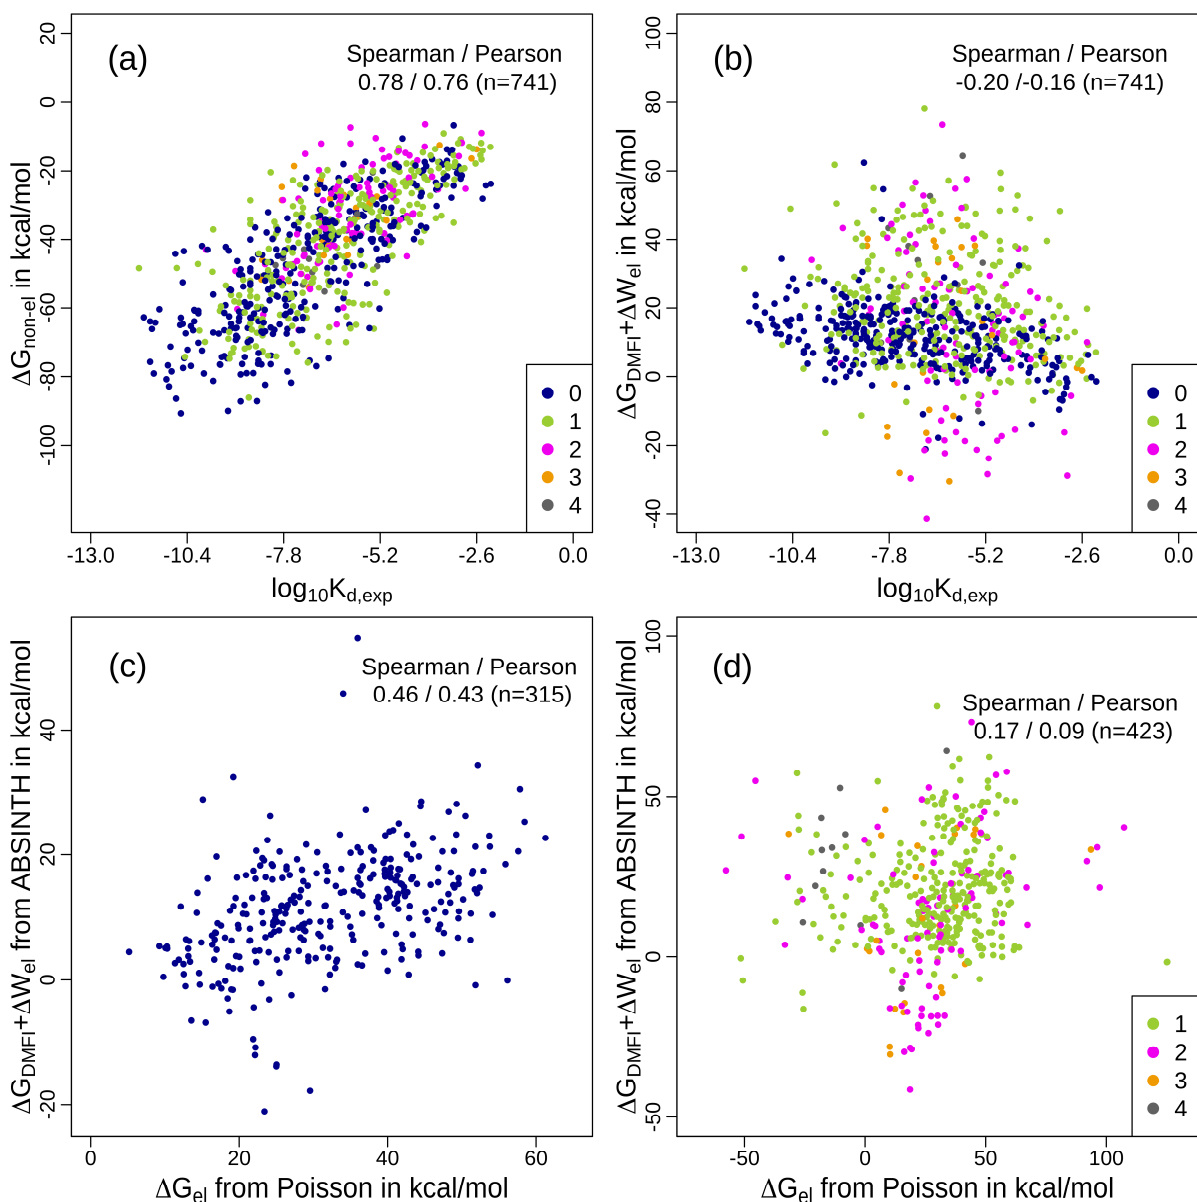 (a)
Spearman / Pearson
0.78 / 0.76 (n=741)
20
0
-20
-40
-60
-80
-100
ΔGnon-el in kcal/mol
-13.0 -10.4 -7.8 -5.2 -2.6 0.0
log10Kd,exp
0
1
2
3
4
(b)
Spearman / Pearson
-0.20 /-0.16 (n=741)
100
80
60
40
20
0
-20
-40
ΔGDMFI+ΔWel in kcal/mol
-13.0 -10.4 -7.8 -5.2 -2.6 0.0
log10Kd,exp
0
1
2
3
4
(c)
Spearman / Pearson
0.46 / 0.43 (n=315)
40
20
0
-20
ΔGDMFI+ΔWel from ABSINTH in kcal/mol
0 20 40 60
ΔGel from Poisson in kcal/mol
(d)
Spearman / Pearson
0.17 / 0.09 (n=423)
100
50
0
-50
ΔGDMFI+ΔWel from ABSINTH in kcal/mol
-50 0 50 100
ΔGel from Poisson in kcal/mol
1
2
3
4